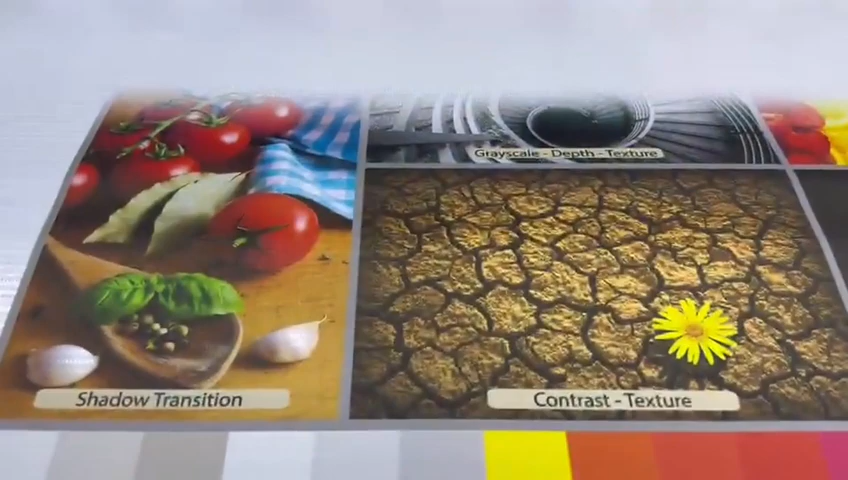 Grayscale - Depth - Texture
Shadow Transition
Contrast - Texture